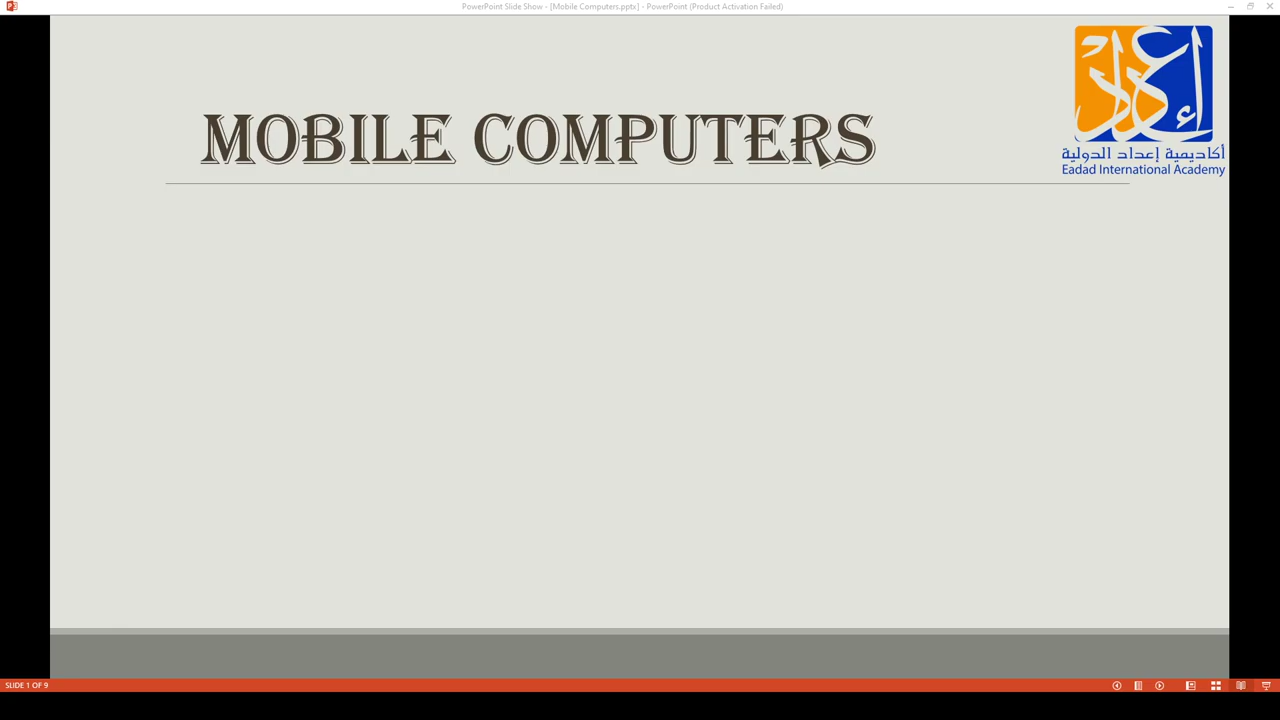 PowerPoint Slide Show - [Mobile Computers.pptx] - PowerPoint (Product Activation Failed)
إعداد
MOBILE COMPUTERS
أكاديمية إعداد الدولية
Eadad International Academy
SLIDE 1 OF 9